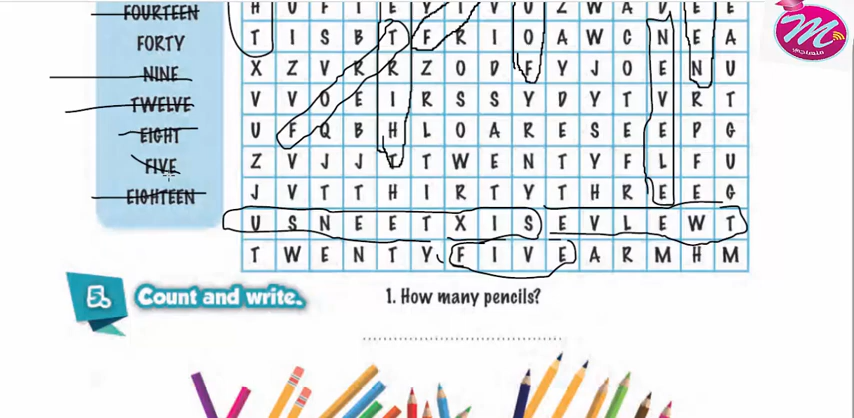 FOURTEEN
FORTY
NINE
TWELVE
EIGHT
FIVE
EIGHTEEN
H U F I E Y I V U Z W A D E E
T I S B T F R I O A W C N E A
X Z V R R Z O D F Y J O E N U
V V O E I R S S Y D Y T V R T
U F Q B H L O A R E S E E P G
Z V J J T T W E N T Y F L F U
J V T T H I R T Y T H R E E G
U S N E E T X I S E V L E W T
T W E N T Y F I V E A R M H M
5. Count and write.
1. How many pencils?